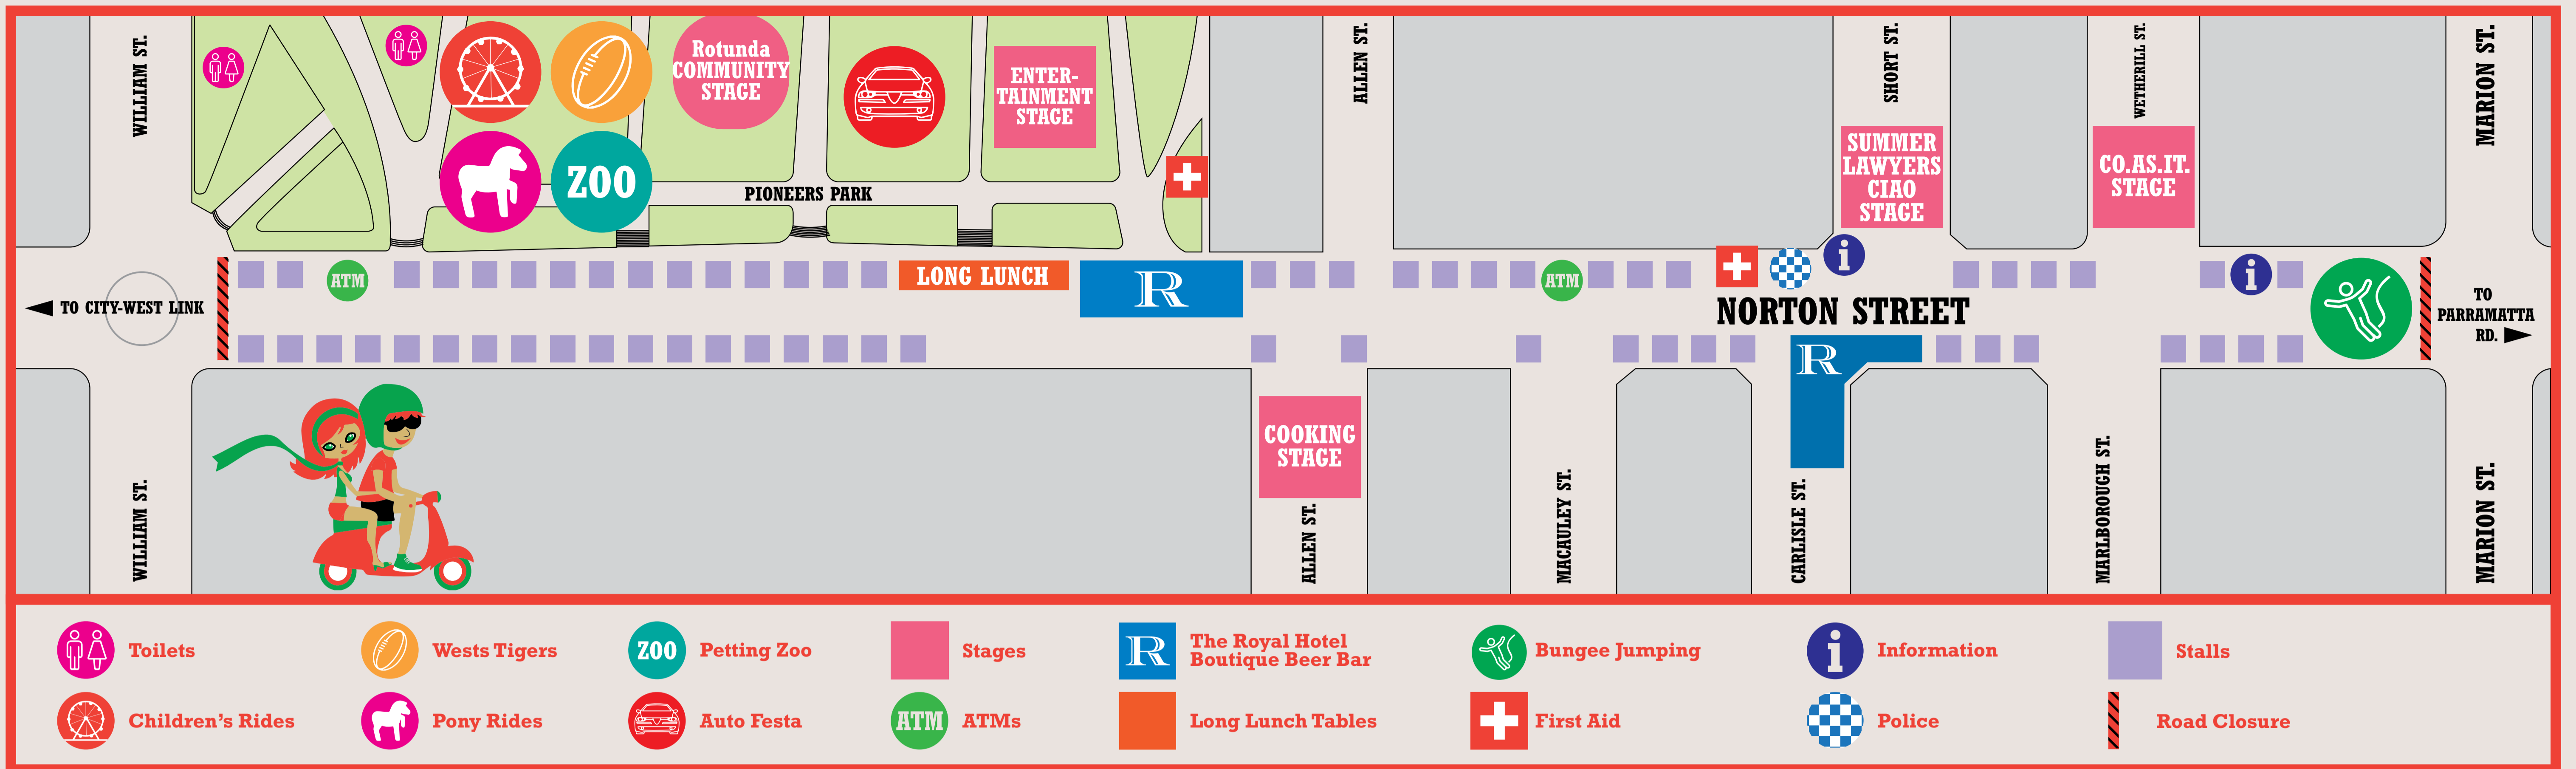 WILLIAM ST.
Rotunda
COMMUNITY
STAGE
ZOO
PIONEERS PARK
ENTER-
TAINMENT
STAGE
ALLEN ST.
SHORT ST.
SUMMER
LAWYERS
CIAO
STAGE
WETHERILL ST.
CO.AS.IT.
STAGE
MARION ST.
TO CITY-WEST LINK
ATM
LONG LUNCH
R
ATM
i
NORTON STREET
i
TO
PARRAMATTA
RD.
R
WILLIAM ST.
COOKING
STAGE
ALLEN ST.
MACAULEY ST.
CARLISLE ST.
MARLBOROUGH ST.
MARION ST.
Toilets
Wests Tigers
ZOO
Petting Zoo
Stages
R
The Royal Hotel
Boutique Beer Bar
Bungee Jumping
i
Information
Stalls
Children's Rides
Pony Rides
Auto Festa
ATM
ATMs
Long Lunch Tables
First Aid
Police
Road Closure